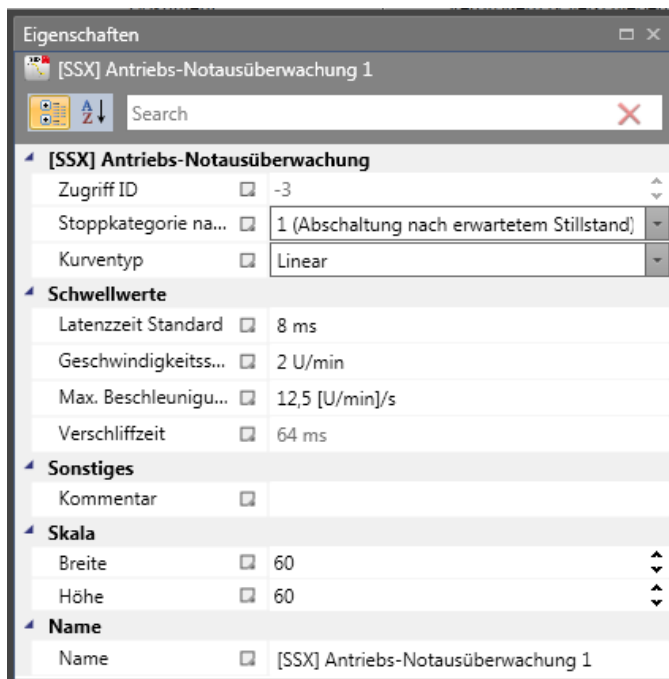 Eigenschaften
[SSX] Antriebs-Notausüberwachung 1
Search
[SSX] Antriebs-Notausüberwachung
Zugriff ID -3
Stoppkategorie na... 1 (Abschaltung nach erwartetem Stillstand)
Kurventyp Linear
Schwellwerte
Latenzzeit Standard 8 ms
Geschwindigkeitss... 2 U/min
Max. Beschleunigu... 12,5 [U/min]/s
Verschliffzeit 64 ms
Sonstiges
Kommentar
Skala
Breite 60
Höhe 60
Name
Name [SSX] Antriebs-Notausüberwachung 1